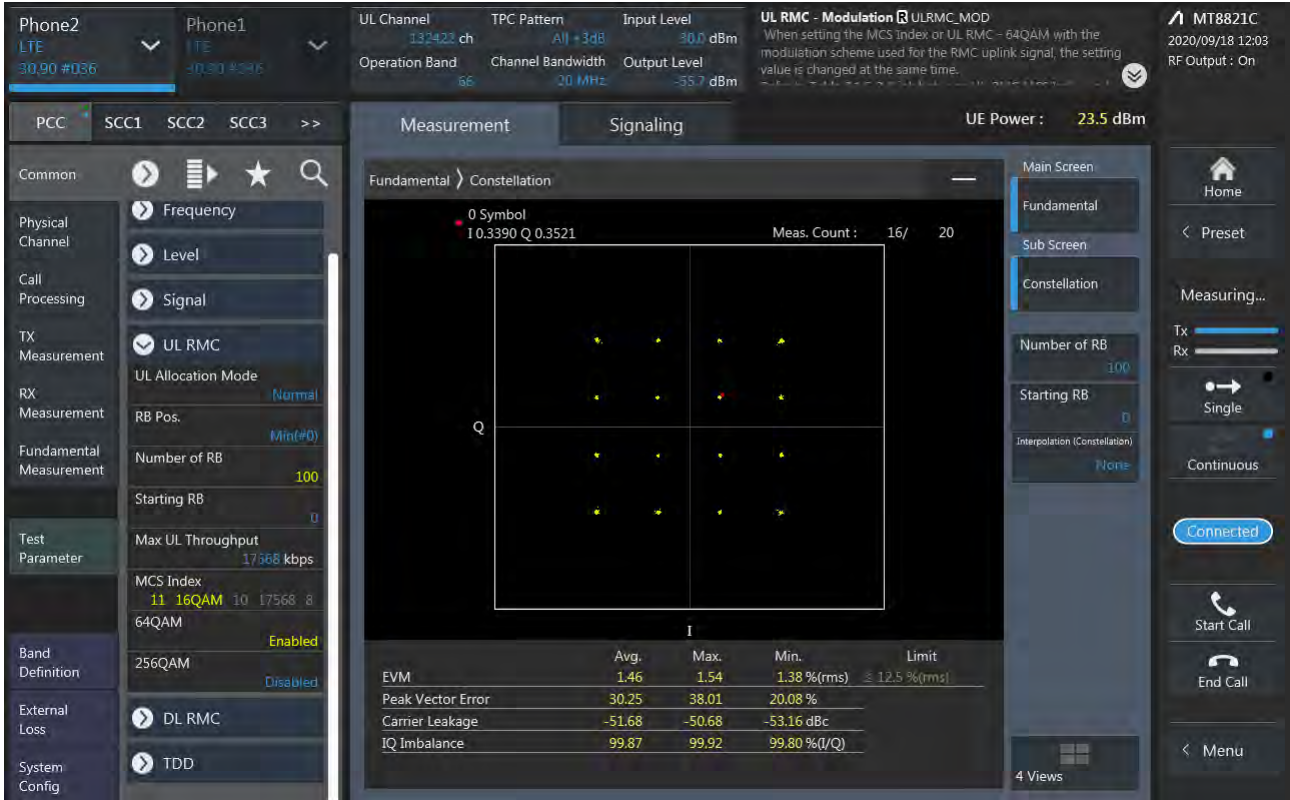 Phone2
LTE
30.90 #036
Phone1
LTE
UL Channel
132422 ch
Operation Band
66
TPC Pattern
All +3dB
Channel Bandwidth
20 MHz
Input Level
30.0 dBm
Output Level
-55.7 dBm
UL RMC - Modulation R ULRMC_MOD
When setting the MCS Index or UL RMC - 64QAM with the
modulation scheme used for the RMC uplink signal, the setting
value is changed at the same time.
MT8821C
2020/09/18 12:03
RF Output : On
PCC SCC1 SCC2 SCC3 >>
Measurement
Signaling
UE Power : 23.5 dBm
Common
Physical
Channel
Call
Processing
TX
Measurement
RX
Measurement
Fundamental
Measurement
Test
Parameter
Band
Definition
External
Loss
System
Config
Frequency
Level
Signal
UL RMC
UL Allocation Mode
Normal
RB Pos.
Min(#0)
Number of RB
100
Starting RB
0
Max UL Throughput
17568 kbps
MCS Index
11 16QAM 10 17568 8
64QAM
Enabled
256QAM
Disabled
DL RMC
TDD
Fundamental 〉 Constellation
0 Symbol
I 0.3390 Q 0.3521
Meas. Count : 16/ 20
Q
I
Avg. Max. Min. Limit
EVM 1.46 1.54 1.38 %(rms) ≦ 12.5 %(rms)
Peak Vector Error 30.25 38.01 20.08 %
Carrier Leakage -51.68 -50.68 -53.16 dBc
IQ Imbalance 99.87 99.92 99.80 %(I/Q)
Main Screen
Fundamental
Sub Screen
Constellation
Number of RB
100
Starting RB
0
Interpolation (Constellation)
None
4 Views
Home
< Preset
Measuring...
Tx
Rx
Single
Continuous
Connected
Start Call
End Call
< Menu